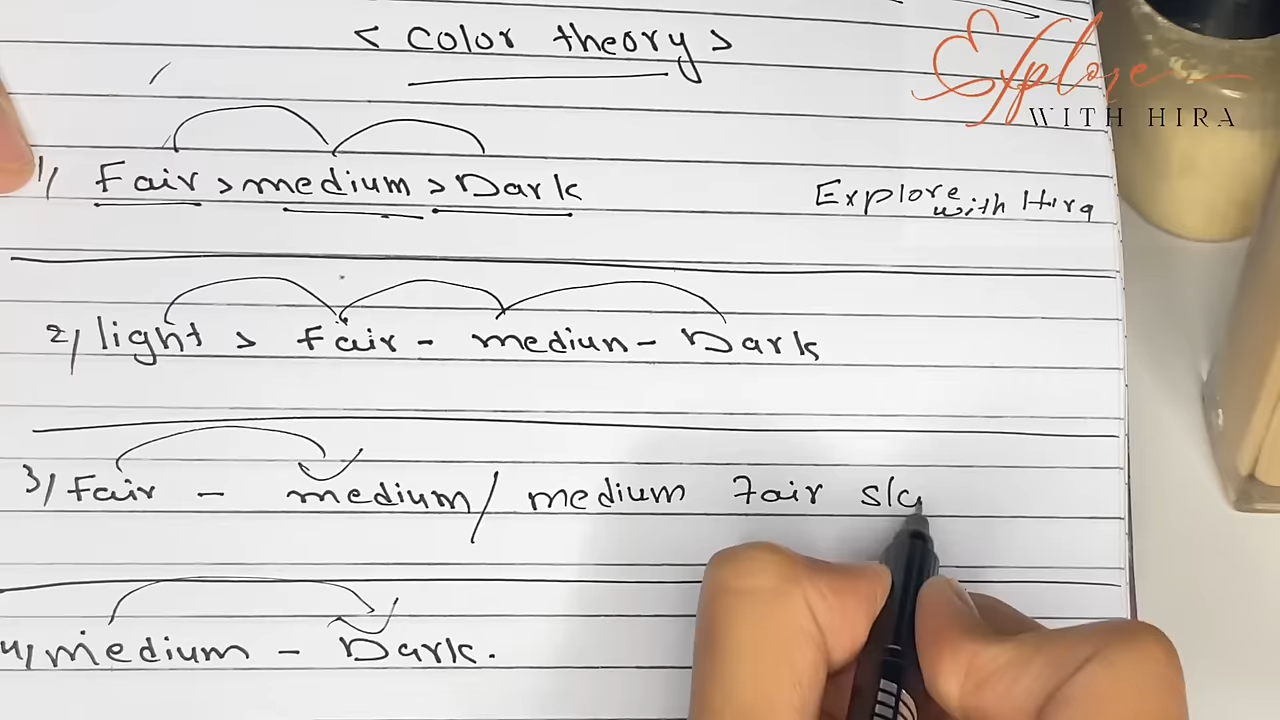 < color theory >
Explore
WITH HIRA
1, Fair > medium > Dark
Explore with Hira
2, light > Fair - mediun - Dark
3, Fair - medium / medium Fair
4, medium - Dark.